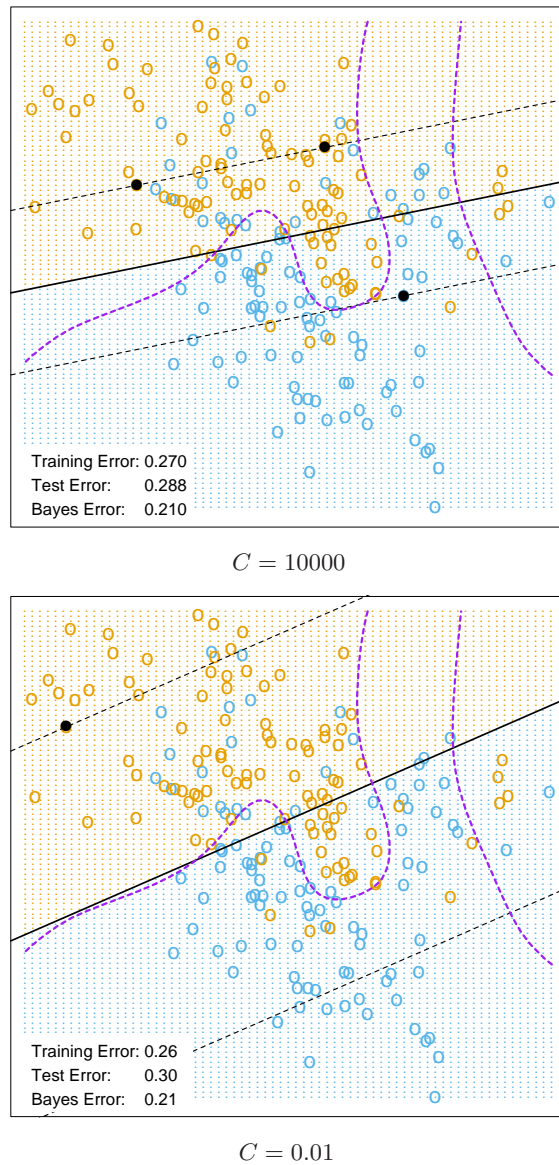 Training Error: 0.270
Test Error: 0.288
Bayes Error: 0.210
C = 10000
Training Error: 0.26
Test Error: 0.30
Bayes Error: 0.21
C = 0.01